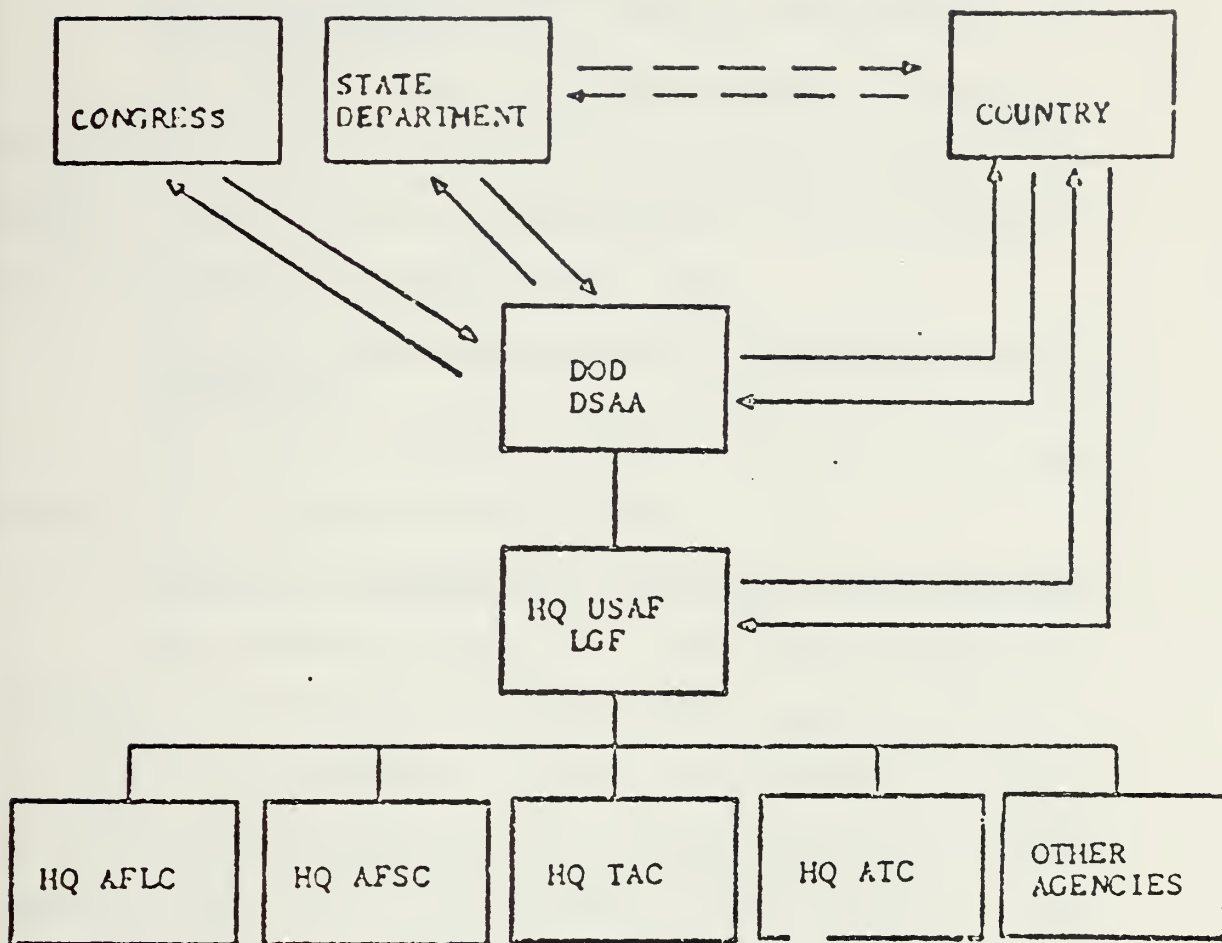 CONGRESS
STATE
DEPARTMENT
COUNTRY
DOD
DSAA
HQ USAF
LGF
HQ AFLC
HQ AFSC
HQ TAC
HQ ATC
OTHER
AGENCIES